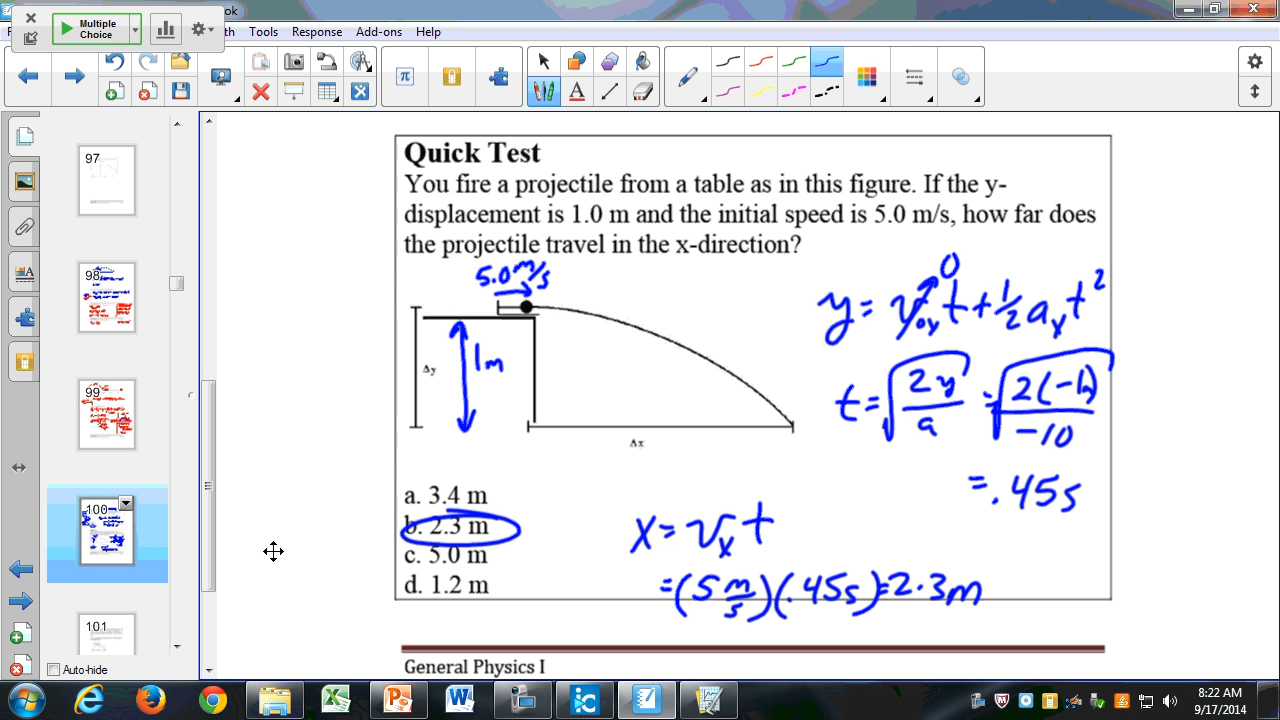 Multiple
Choice
ok
th Tools Response Add-ons Help
π
A
97
98
99
100
101
Auto-hide
Quick Test
You fire a projectile from a table as in this figure. If the y-
displacement is 1.0 m and the initial speed is 5.0 m/s, how far does
the projectile travel in the x-direction?
5.0 m/s
1m
Δy
Δx
0
y = v₀y t + ½ aₓ t²
t = √(2y/a) = √(2(-1)/-10)
= .45s
a. 3.4 m
b. 2.3 m
c. 5.0 m
d. 1.2 m
x = vₓ t
= (5 m/s)(.45s) = 2.3m
General Physics I
8:22 AM
9/17/2014